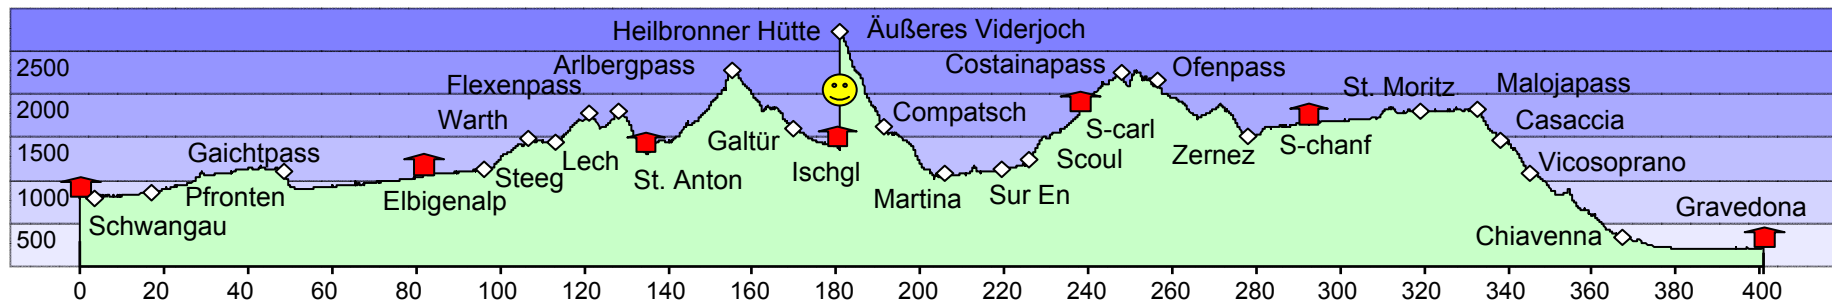 Heilbronner Hütte
Äußeres Viderjoch
2500
Arlbergpass
Costainapass
Ofenpass
Flexenpass
St. Moritz
Malojapass
2000
Warth
Compatsch
Casaccia
Galtür
S-carl
1500
Gaichtpass
Lech
Ischgl
Scoul
Zernez
S-chanf
Vicosoprano
Steeg
St. Anton
1000
Pfronten
Elbigenalp
Martina
Sur En
Gravedona
Schwangau
500
Chiavenna
0 20 40 60 80 100 120 140 160 180 200 220 240 260 280 300 320 340 360 380 400